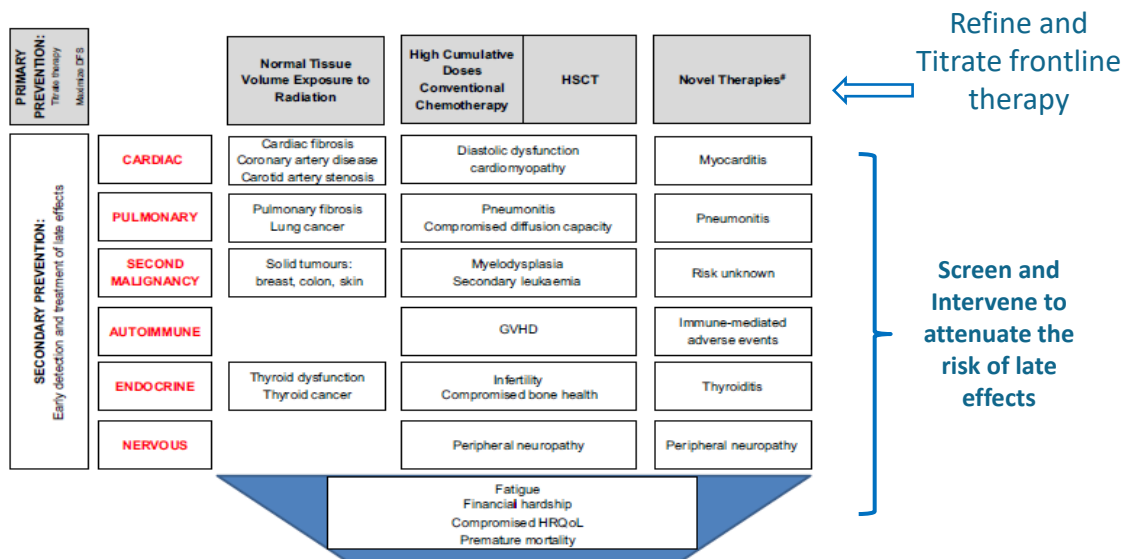 PRIMARY
PREVENTION:
Titrate therapy
Maximize DFS
Normal Tissue
Volume Exposure to
Radiation
High Cumulative
Doses
Conventional
Chemotherapy
HSCT
Novel Therapies#
Refine and
Titrate frontline
therapy
SECONDARY PREVENTION:
Early detection and treatment of late effects
CARDIAC
Cardiac fibrosis
Coronary artery disease
Carotid artery stenosis
Diastolic dysfunction
cardiomyopathy
Myocarditis
PULMONARY
Pulmonary fibrosis
Lung cancer
Pneumonitis
Compromised diffusion capacity
Pneumonitis
SECOND
MALIGNANCY
Solid tumours:
breast, colon, skin
Myelodysplasia
Secondary leukaemia
Risk unknown
AUTOIMMUNE
GVHD
Immune-mediated
adverse events
ENDOCRINE
Thyroid dysfunction
Thyroid cancer
Infertility
Compromised bone health
Thyroiditis
NERVOUS
Peripheral neuropathy
Peripheral neuropathy
Screen and
Intervene to
attenuate the
risk of late
effects
Fatigue
Financial hardship
Compromised HRQoL
Premature mortality